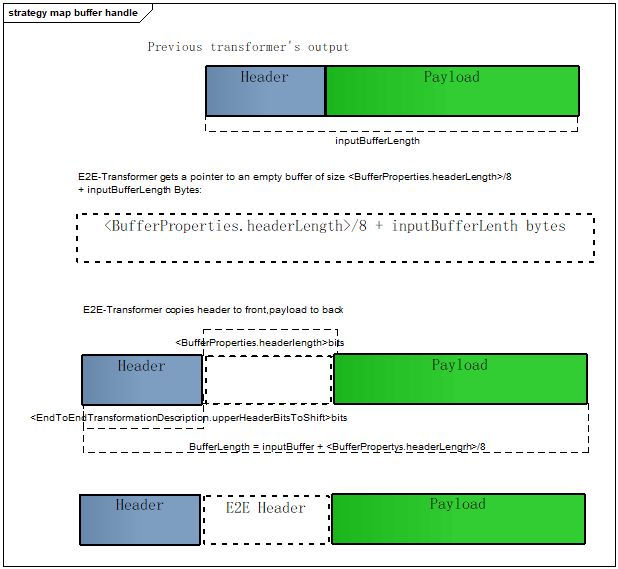 strategy map buffer handle
Previous transformer's output
Header
Payload
inputBufferLength
E2E-Transformer gets a pointer to an empty buffer of size <BufferProperties.headerLength>/8
+ inputBufferLength Bytes:
<BufferProperties.headerLength>/8 + inputBufferLenth bytes
E2E-Transformer copies header to front,payload to back
<BufferProperties.headerlength>bits
Header
Payload
<EndToEndTransformationDescription.upperHeaderBitsToShift>bits
BufferLength = inputBuffer + <BufferPropertys.headerLengrh>/8
Header
E2E Header
Payload